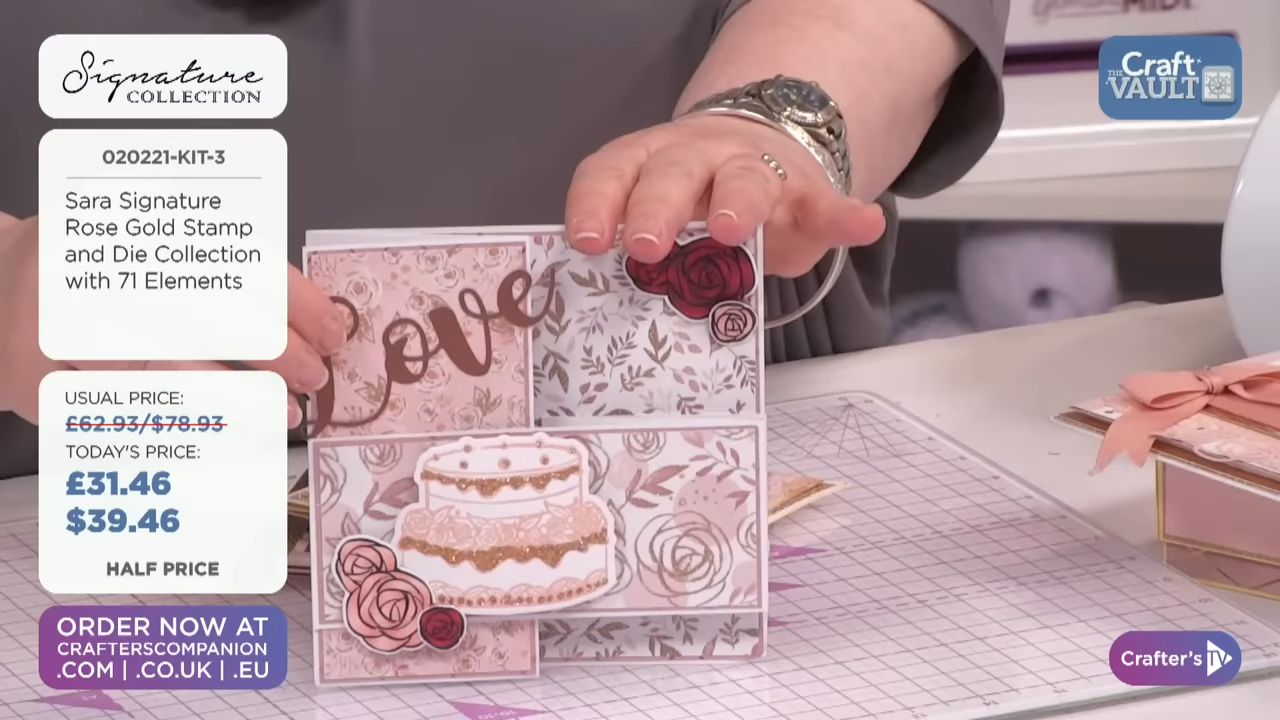 Signature
COLLECTION
020221-KIT-3
Sara Signature
Rose Gold Stamp
and Die Collection
with 71 Elements
USUAL PRICE:
£62.93/$78.93
TODAY'S PRICE:
£31.46
$39.46
HALF PRICE
ORDER NOW AT
CRAFTERSCOMPANION
.COM | .CO.UK | .EU
Love
MIDI
THE Craft
VAULT
Crafter's TV